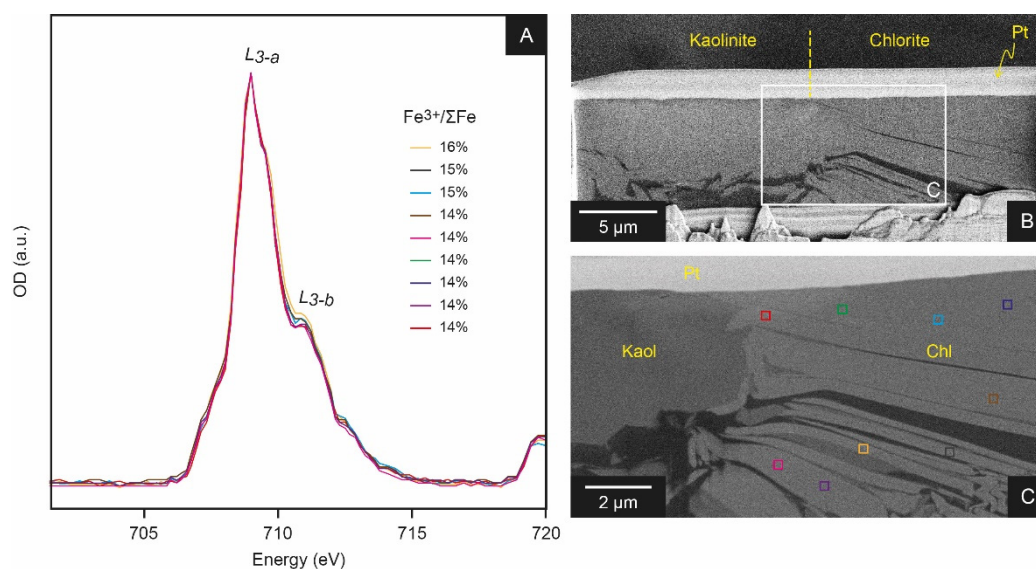 A
L3-a
Fe³⁺/ΣFe
16%
15%
15%
14%
14%
14%
14%
14%
14%
L3-b
OD (a.u.)
705
710
715
720
Energy (eV)
Kaolinite
Chlorite
Pt
C
5 µm
B
Pt
Kaol
Chl
2 µm
C